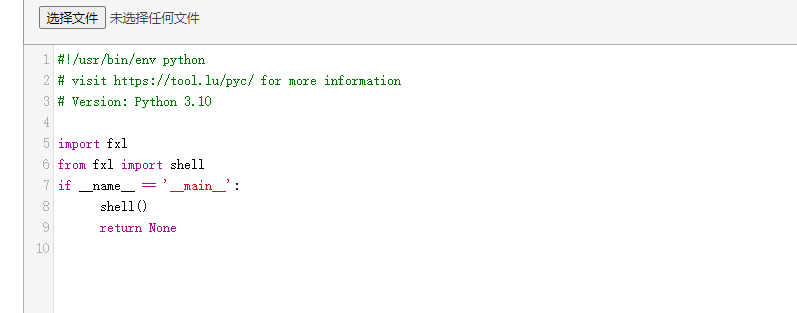 选择文件 未选择任何文件
1 #!/usr/bin/env python
2 # visit https://tool.lu/pyc/ for more information
3 # Version: Python 3.10
4
5 import fxl
6 from fxl import shell
7 if __name__ == '__main__':
8 shell()
9 return None
10